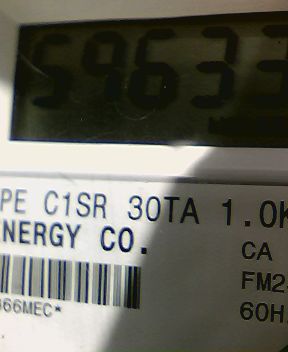 59633
PE C1SR 30TA 1.0K
NERGY CO.
CA
FM2
60H
66MEC*